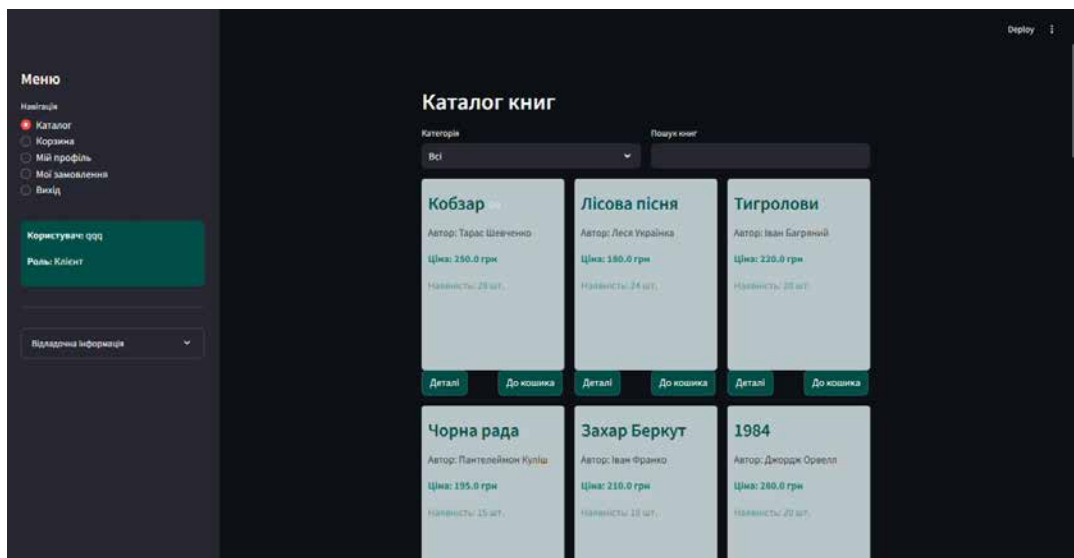 Deploy
Меню
Навігація
Каталог
Корзина
Мій профіль
Мої замовлення
Вихід
Користувач: qqq
Роль: Клієнт
Відладочна інформація
Каталог книг
Категорія
Пошук книг
Всі
Кобзар
Автор: Тарас Шевченко
Ціна: 250.0 грн
Наявність: 28 шт.
Деталі
До кошика
Лісова пісня
Автор: Леся Українка
Ціна: 180.0 грн
Наявність: 24 шт.
Деталі
До кошика
Тигролови
Автор: Іван Багряний
Ціна: 220.0 грн
Наявність: 20 шт.
Деталі
До кошика
Чорна рада
Автор: Пантелеймон Куліш
Ціна: 195.0 грн
Наявність: 15 шт.
Захар Беркут
Автор: Іван Франко
Ціна: 210.0 грн
Наявність: 18 шт.
1984
Автор: Джордж Орвелл
Ціна: 280.0 грн
Наявність: 20 шт.